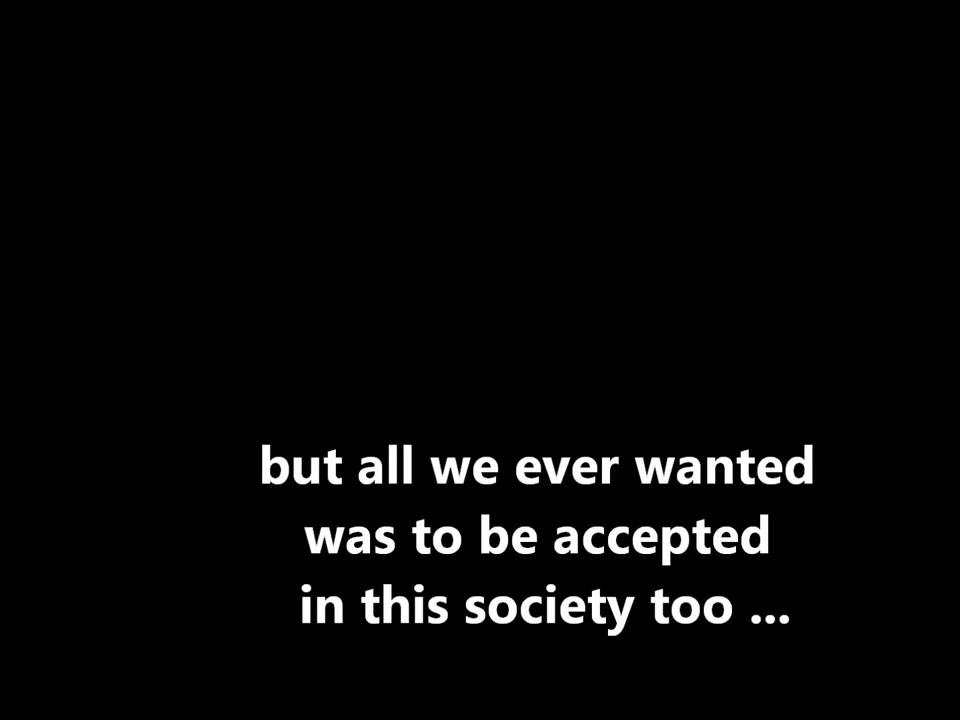 but all we ever wanted
was to be accepted
in this society too ...